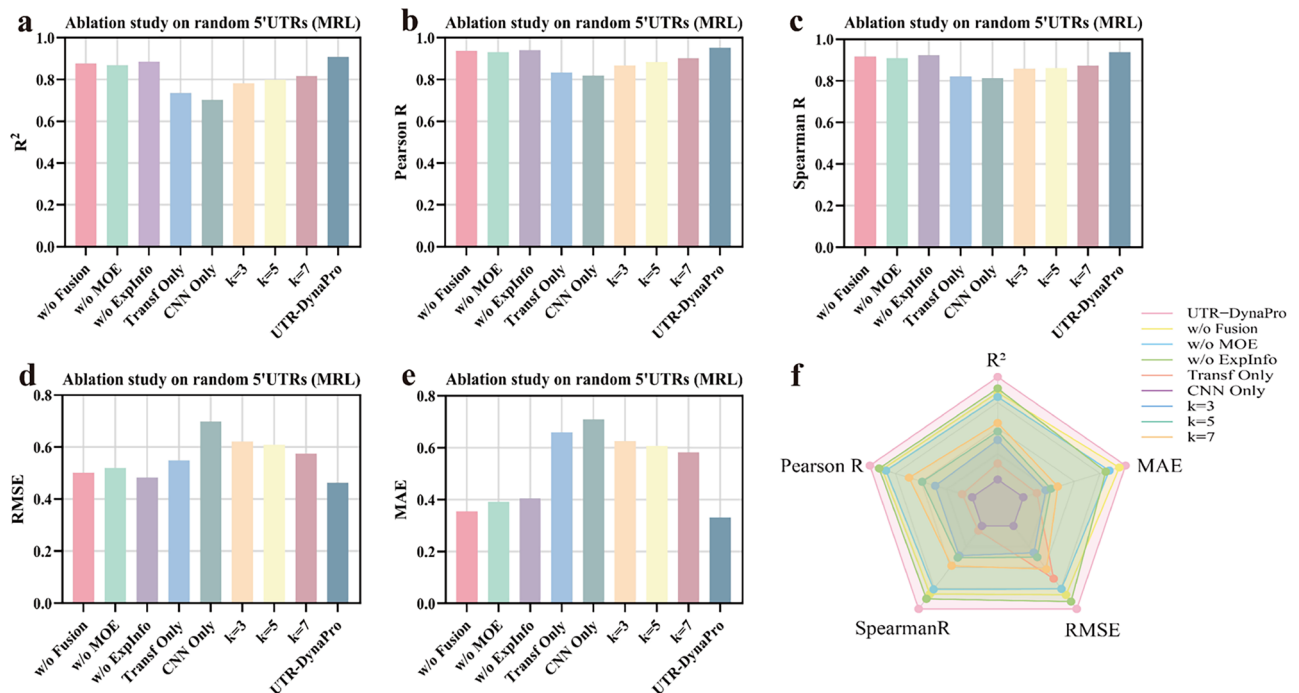 a
Ablation study on random 5'UTRs (MRL)
R²
1.0
0.8
0.6
0.4
0.2
0.0
w/o Fusion
w/o MOE
w/o ExpInfo
Transf Only
CNN Only
k=3
k=5
k=7
UTR-DynaPro
b
Ablation study on random 5'UTRs (MRL)
Pearson R
1.0
0.8
0.6
0.4
0.2
0.0
w/o Fusion
w/o MOE
w/o ExpInfo
Transf Only
CNN Only
k=3
k=5
k=7
UTR-DynaPro
c
Ablation study on random 5'UTRs (MRL)
Spearman R
1.0
0.8
0.6
0.4
0.2
0.0
w/o Fusion
w/o MOE
w/o ExpInfo
Transf Only
CNN Only
k=3
k=5
k=7
UTR-DynaPro
d
Ablation study on random 5'UTRs (MRL)
RMSE
0.8
0.6
0.4
0.2
0.0
w/o Fusion
w/o MOE
w/o ExpInfo
Transf Only
CNN Only
k=3
k=5
k=7
UTR-DynaPro
e
Ablation study on random 5'UTRs (MRL)
MAE
0.8
0.6
0.4
0.2
0.0
w/o Fusion
w/o MOE
w/o ExpInfo
Transf Only
CNN Only
k=3
k=5
k=7
UTR-DynaPro
f
R²
MAE
RMSE
SpearmanR
Pearson R
UTR−DynaPro
w/o Fusion
w/o MOE
w/o ExpInfo
Transf Only
CNN Only
k=3
k=5
k=7